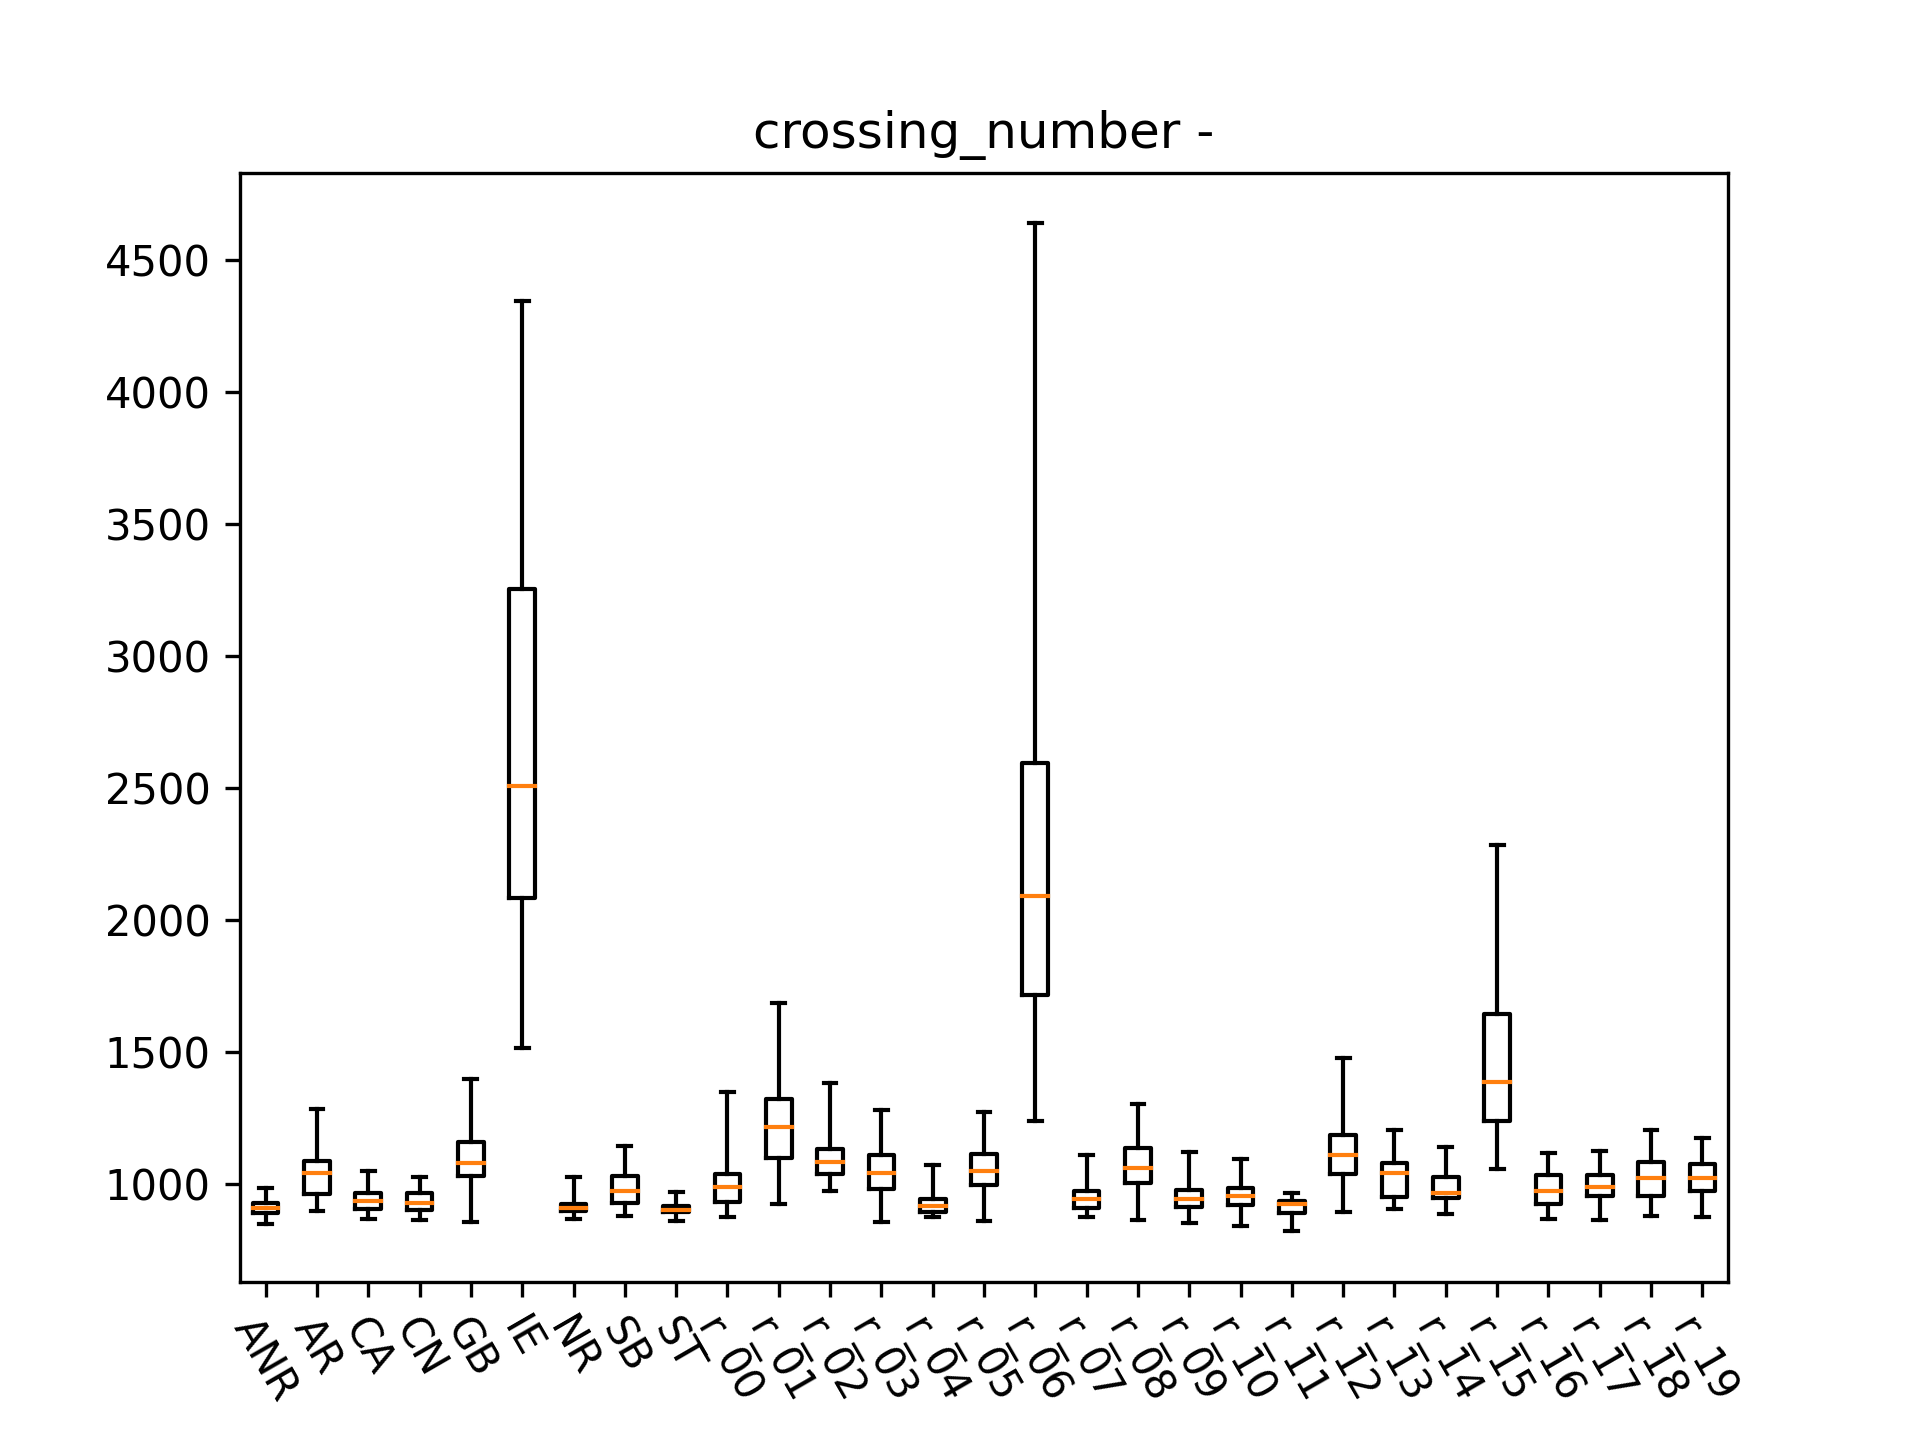 crossing_number -
4500
4000
3500
3000
2500
2000
1500
1000
ANR
AR
CA
CN
GB
IE
NR
SB
ST
r_00
r_01
r_02
r_03
r_04
r_05
r_06
r_07
r_08
r_09
r_10
r_11
r_12
r_13
r_14
r_15
r_16
r_17
r_18
r_19